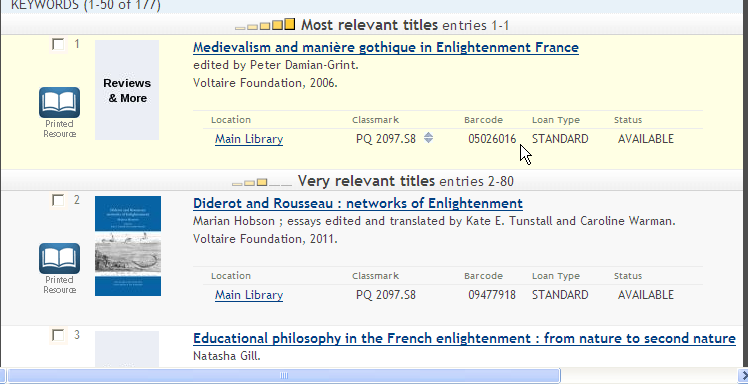 KEYWORDS (1-50 of 177)
Most relevant titles entries 1-1
1
Medievalism and manière gothique in Enlightenment France
edited by Peter Damian-Grint.
Voltaire Foundation, 2006.
Reviews
& More
Printed
Resource
Location Classmark Barcode Loan Type Status
Main Library PQ 2097.S8 05026016 STANDARD AVAILABLE
Very relevant titles entries 2-80
2
Diderot and Rousseau : networks of Enlightenment
Marian Hobson ; essays edited and translated by Kate E. Tunstall and Caroline Warman.
Voltaire Foundation, 2011.
Printed
Resource
Location Classmark Barcode Loan Type Status
Main Library PQ 2097.S8 09477918 STANDARD AVAILABLE
3
Educational philosophy in the French enlightenment : from nature to second nature
Natasha Gill.